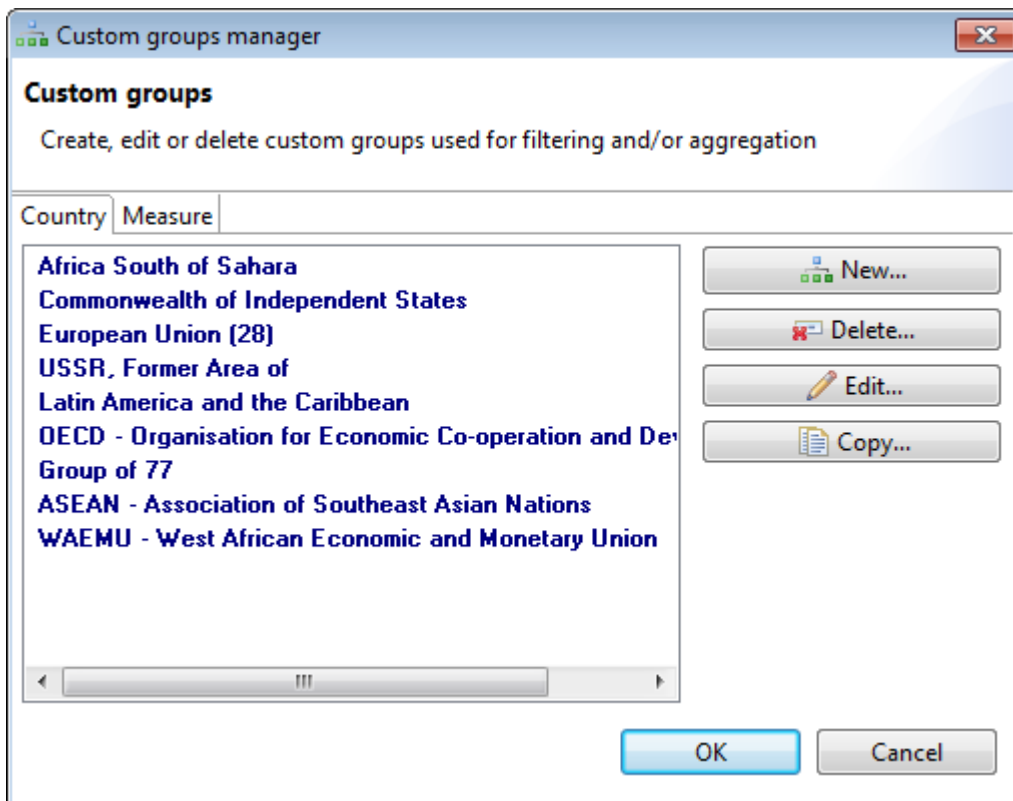 Custom groups manager
Custom groups
Create, edit or delete custom groups used for filtering and/or aggregation
Country Measure
Africa South of Sahara
Commonwealth of Independent States
European Union (28)
USSR, Former Area of
Latin America and the Caribbean
OECD - Organisation for Economic Co-operation and
Group of 77
ASEAN - Association of Southeast Asian Nations
WAEMU - West African Economic and Monetary Union
New...
Delete...
Edit...
Copy...
OK Cancel